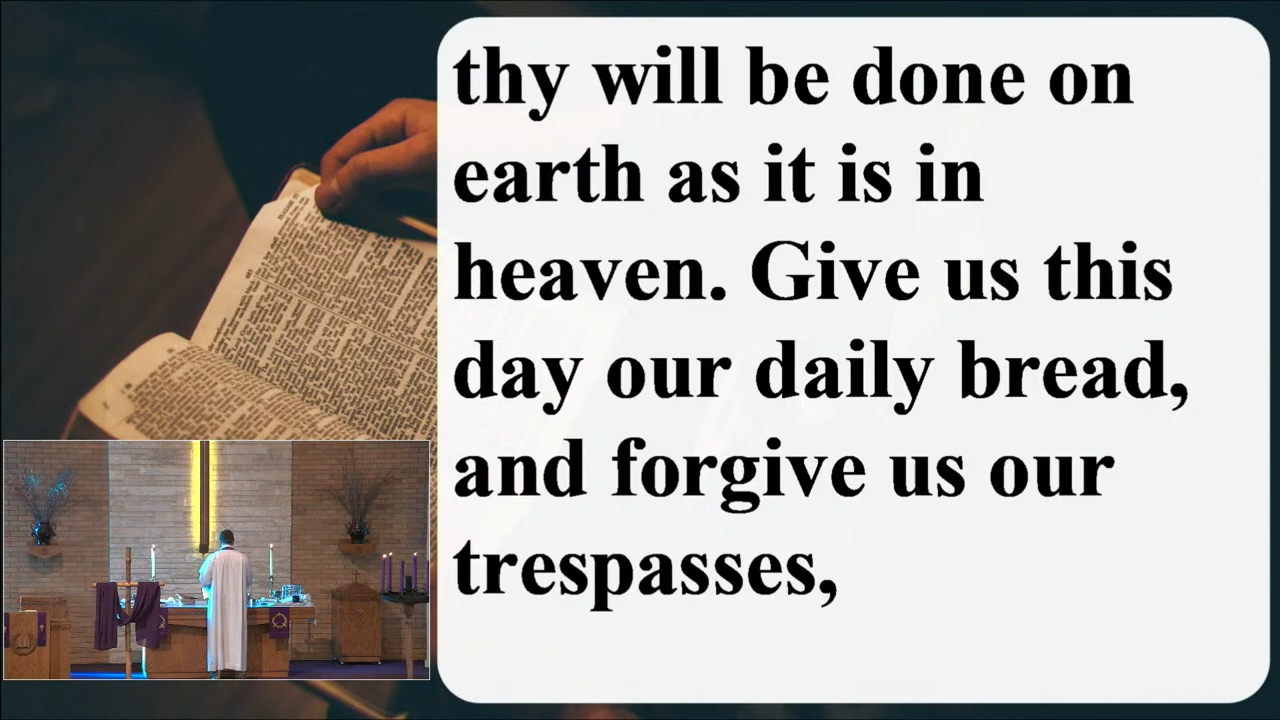 thy will be done on
earth as it is in
heaven. Give us this
day our daily bread,
and forgive us our
trespasses,